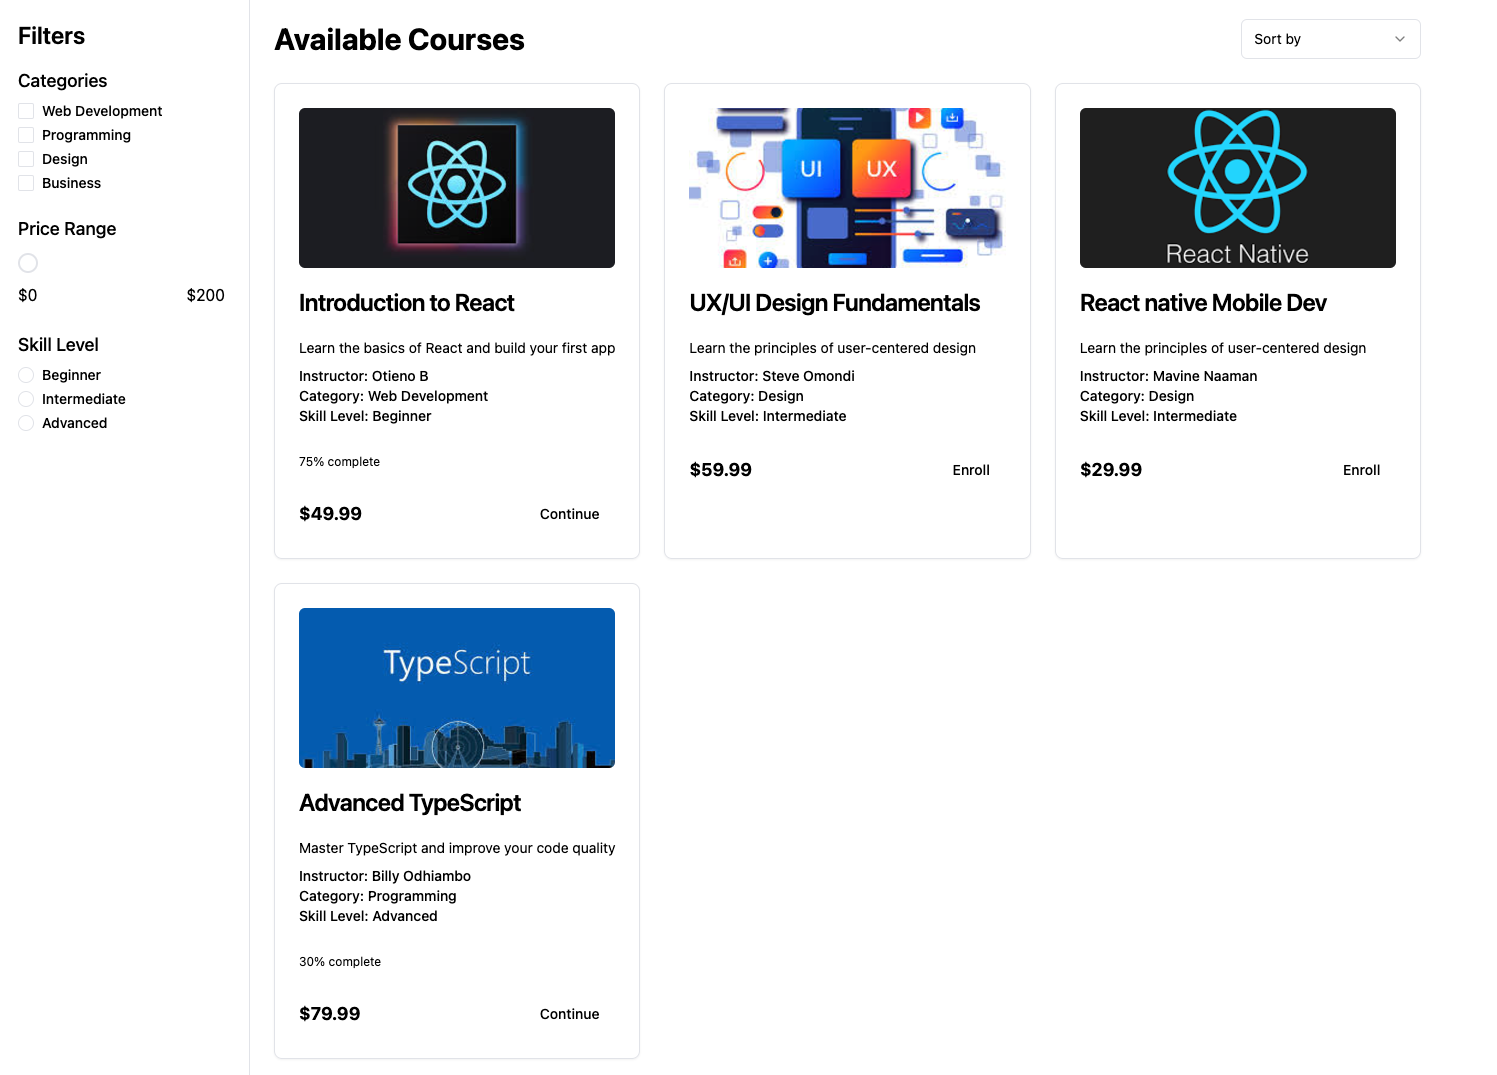 Filters
Categories
Web Development
Programming
Design
Business
Price Range
$0 $200
Skill Level
Beginner
Intermediate
Advanced
Available Courses
Sort by
Introduction to React
Learn the basics of React and build your first app
Instructor: Otieno B
Category: Web Development
Skill Level: Beginner
75% complete
$49.99 Continue
UI UX
UX/UI Design Fundamentals
Learn the principles of user-centered design
Instructor: Steve Omondi
Category: Design
Skill Level: Intermediate
$59.99 Enroll
React Native
React native Mobile Dev
Learn the principles of user-centered design
Instructor: Mavine Naaman
Category: Design
Skill Level: Intermediate
$29.99 Enroll
TypeScript
Advanced TypeScript
Master TypeScript and improve your code quality
Instructor: Billy Odhiambo
Category: Programming
Skill Level: Advanced
30% complete
$79.99 Continue